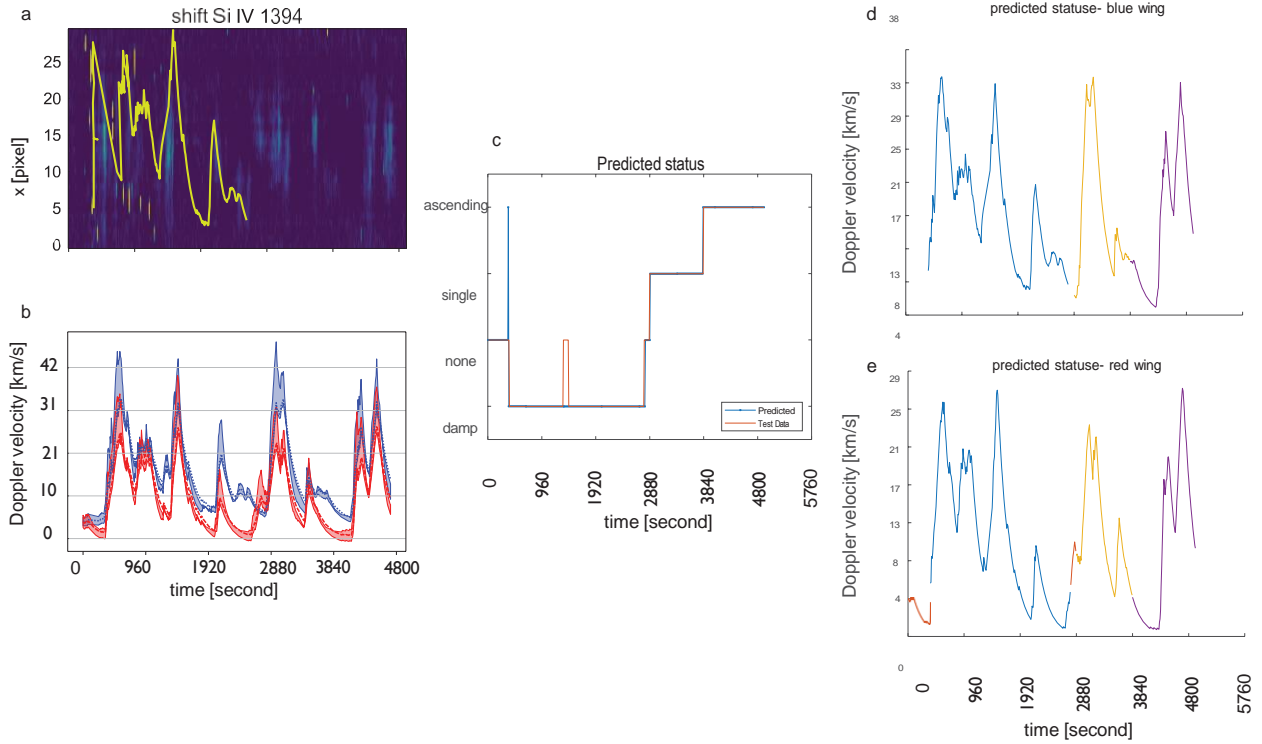 a
shift Si IV 1394
x [pixel]
25
20
15
10
5
0
b
Doppler velocity [km/s]
42
31
21
10
0
0 960 1920 2880 3840 4800
time [second]
c
Predicted status
ascending
single
none
damp
Predicted
Test Data
960 1920 2880 3840 4800 5760
time [second]
d
predicted statuse- blue wing
Doppler velocity [km/s]
38
33
29
21
17
13
8
4
e
predicted statuse- red wing
Doppler velocity [km/s]
29
25
21
17
13
8
4
0
0 960 1920 2880 3840 4800 5760
time [second]